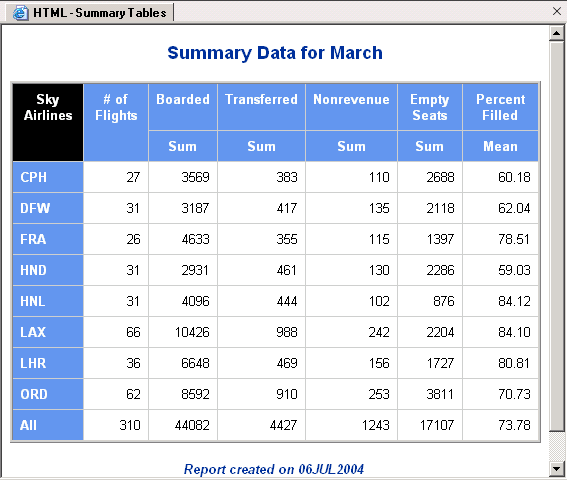 HTML - Summary Tables
Summary Data for March
Sky Airlines # of Flights Boarded Transferred Nonrevenue Empty Seats Percent Filled
Sum Sum Sum Sum Mean
CPH 27 3569 383 110 2688 60.18
DFW 31 3187 417 135 2118 62.04
FRA 26 4633 355 115 1397 78.51
HND 31 2931 461 130 2286 59.03
HNL 31 4096 444 102 876 84.12
LAX 66 10426 988 242 2204 84.10
LHR 36 6648 469 156 1727 80.81
ORD 62 8592 910 253 3811 70.73
All 310 44082 4427 1243 17107 73.78
Report created on 06JUL2004